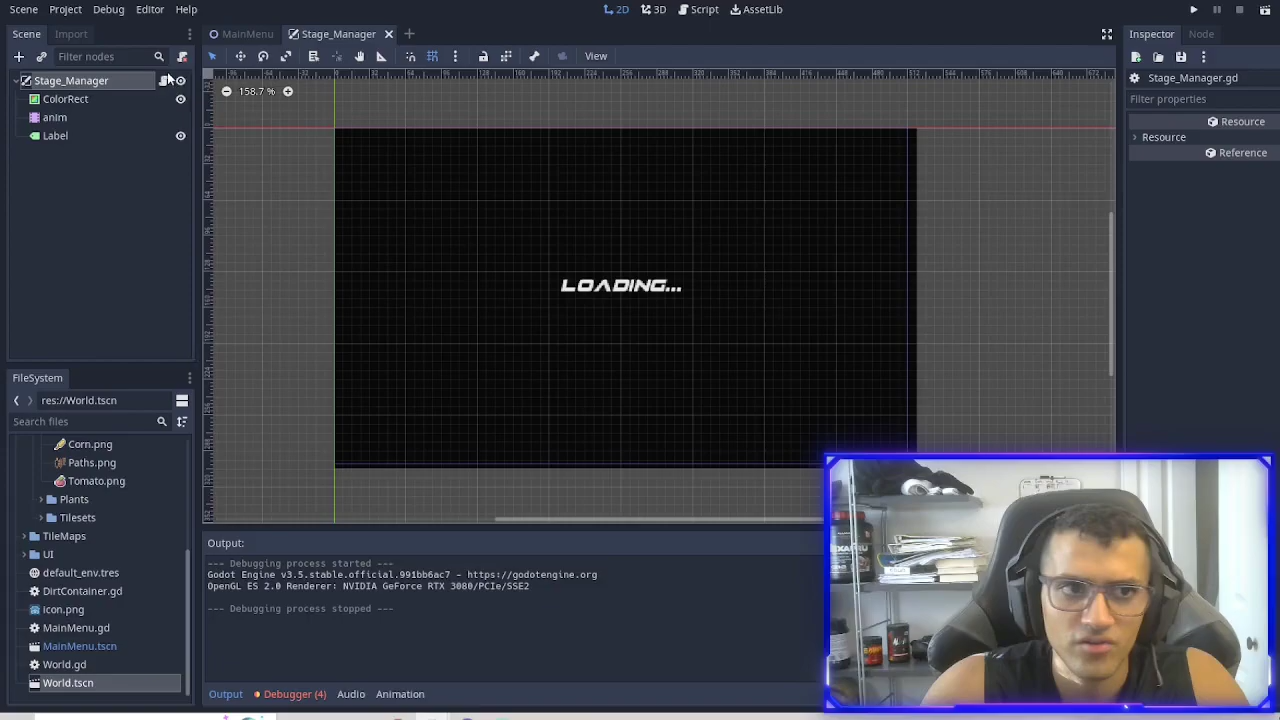 Scene Project Debug Editor Help
2D 3D Script AssetLib
Scene Import
MainMenu Stage_Manager
Inspector Node
Filter nodes
View
Stage_Manager
ColorRect
anim
Label
158.7 %
Stage_Manager.gd
Filter properties
Resource
Resource
Reference
LOADING...
FileSystem
res://World.tscn
Search files
Corn.png
Paths.png
Tomato.png
Plants
Tilesets
TileMaps
UI
default_env.tres
DirtContainer.gd
icon.png
MainMenu.gd
MainMenu.tscn
World.gd
World.tscn
Output:
--- Debugging process started ---
Godot Engine v3.5.stable.official.991bb6ac7 - https://godotengine.org
OpenGL ES 2.0 Renderer: NVIDIA GeForce RTX 3080/PCIe/SSE2
--- Debugging process stopped ---
Output Debugger (4) Audio Animation